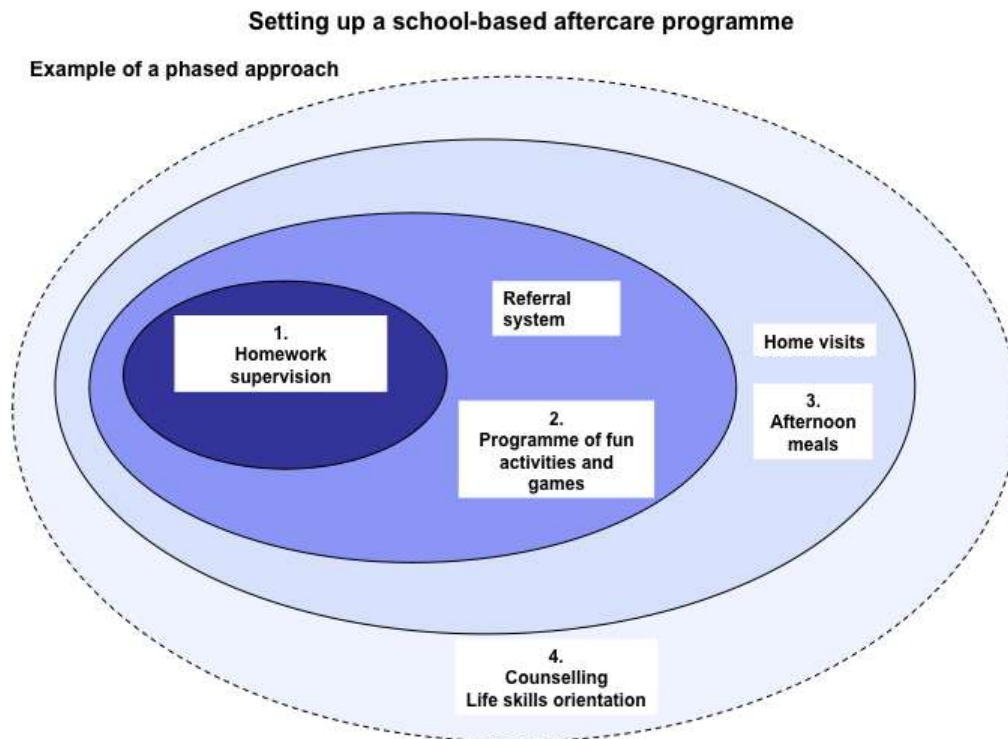 Setting up a school-based aftercare programme
Example of a phased approach
1.
Homework
supervision
Referral
system
2.
Programme of fun
activities and
games
Home visits
3.
Afternoon
meals
4.
Counselling
Life skills orientation